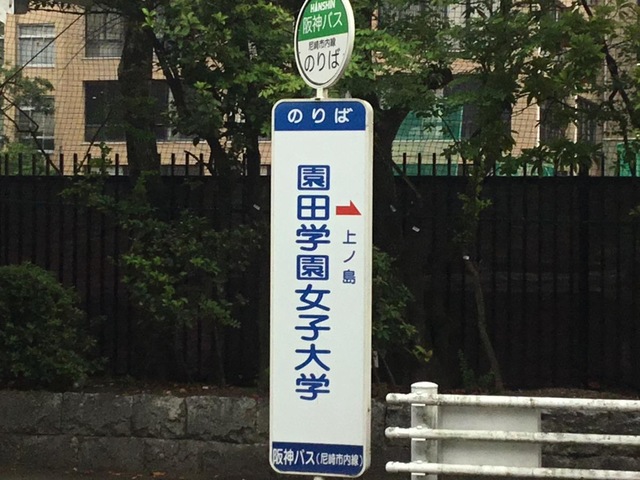 HANSHIN
阪神バス
尼崎市内線
のりば
のりば
園田学園女子大学
上ノ島
阪神バス(尼崎市内線)